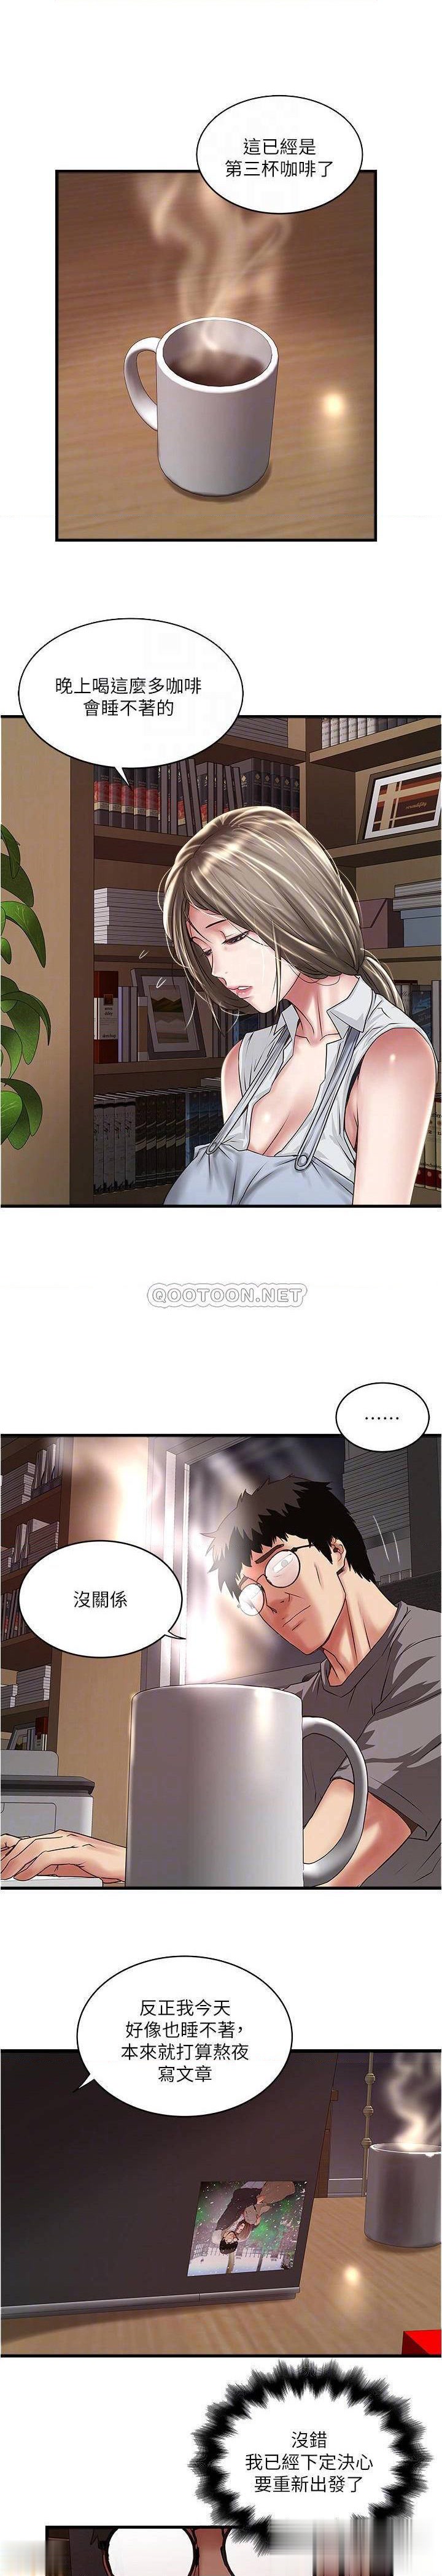 這已經是
第三杯咖啡了
晚上喝這麼多咖啡
會睡不著的
QOOTOON.NET
……
沒關係
反正我今天
好像也睡不著，
本來就打算熬夜
寫文章
沒錯
我已經下定決心
要重新出發了